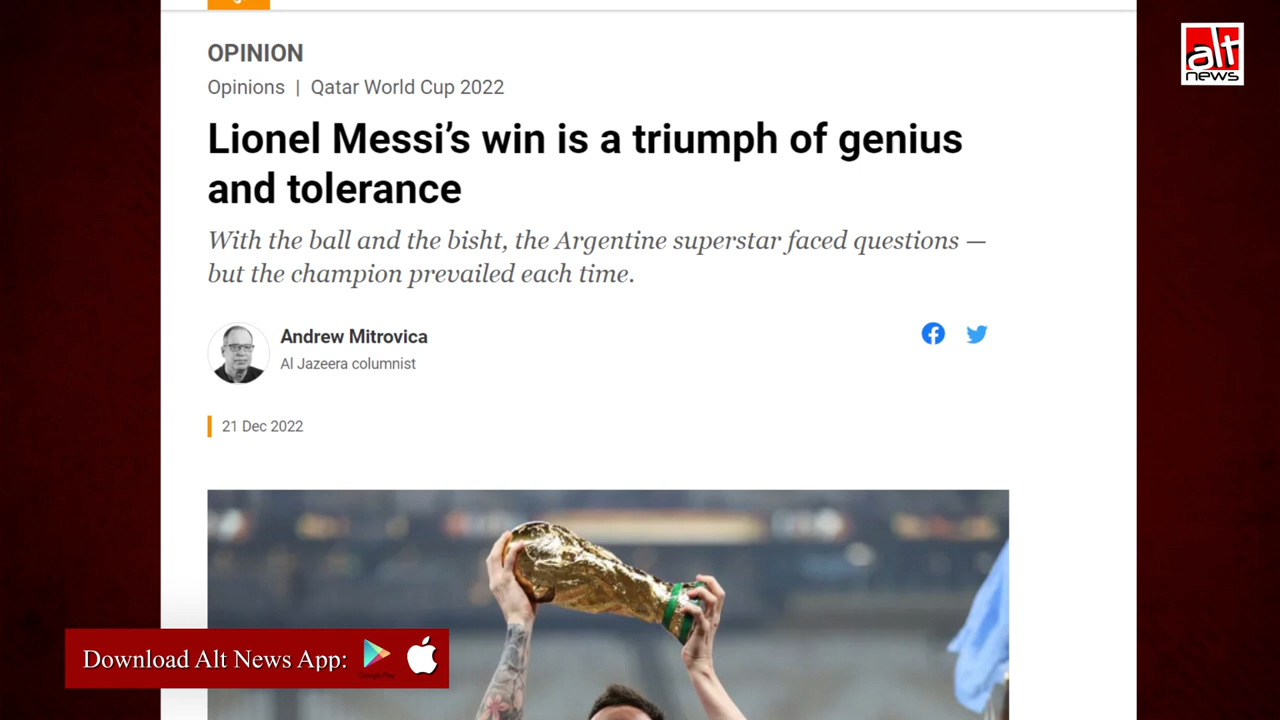 alt
news
OPINION
Opinions | Qatar World Cup 2022
Lionel Messi’s win is a triumph of genius
and tolerance
With the ball and the bisht, the Argentine superstar faced questions —
but the champion prevailed each time.
Andrew Mitrovica
Al Jazeera columnist
21 Dec 2022
Download Alt News App:
Google Play